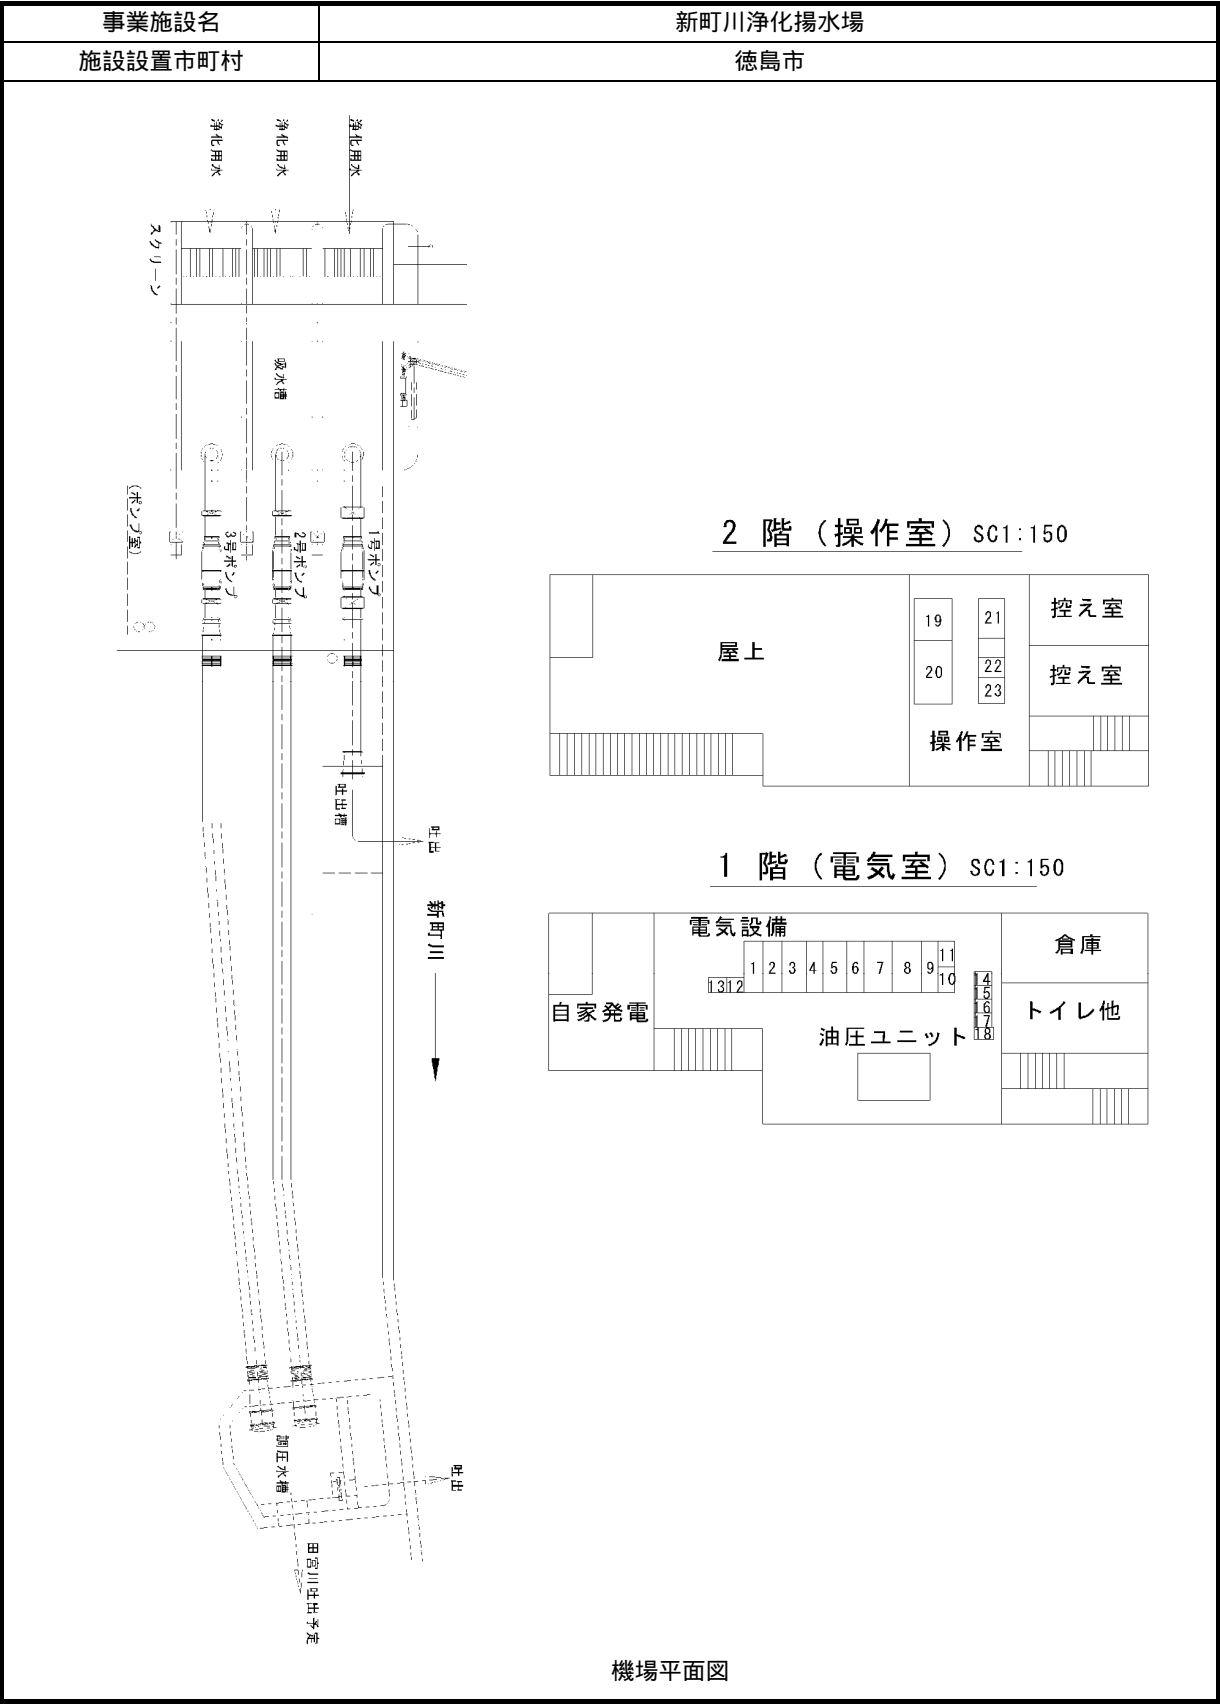 事業施設名
新町川浄化揚水場
施設設置市町村
徳島市
浄化用水
浄化用水
浄化用水
スクリーン
吸水槽
(ポンプ室)
3号ポンプ
2号ポンプ
1号ポンプ
吐出槽
吐出
新町川
調圧水槽
吐出
田宮川吐出予定
2 階（操作室）SC1:150
屋上
19
20
21
22
23
操作室
控え室
控え室
1 階（電気室）SC1:150
電気設備
1 2 3 4 5 6 7 8 9
11
10
13 12
14
15
16
17
18
自家発電
油圧ユニット
倉庫
トイレ他
機場平面図